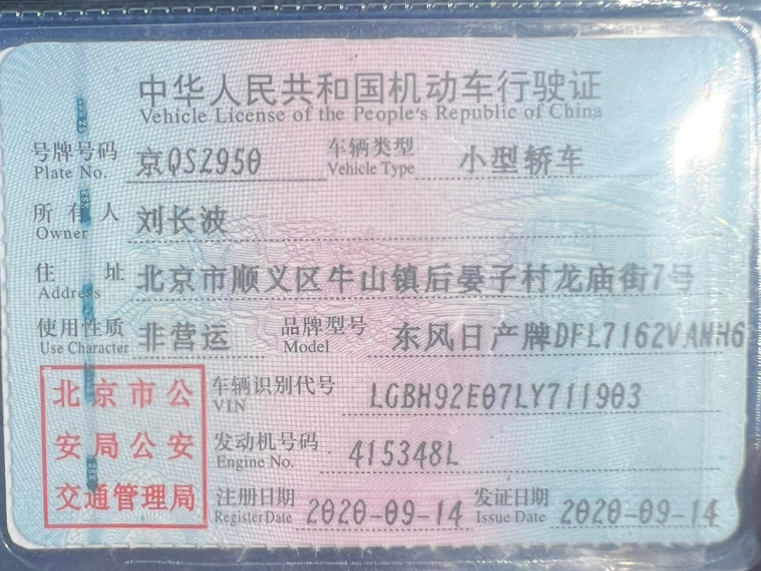 中华人民共和国机动车行驶证
Vehicle License of the People's Republic of China
号牌号码 京QSZ950 车辆类型 小型轿车
Plate No. Vehicle Type
所有人 刘长波
Owner
住址 北京市顺义区牛山镇后晏子村龙庙街7号
Address
使用性质 非营运 品牌型号 东风日产牌DFL7162VANH6
Use Character Model
北京市公 车辆识别代号 LGBH92E07LY711903
VIN
安局公安 发动机号码 415348L
Engine No.
交通管理局 注册日期 2020-09-14 发证日期 2020-09-14
Register Date Issue Date